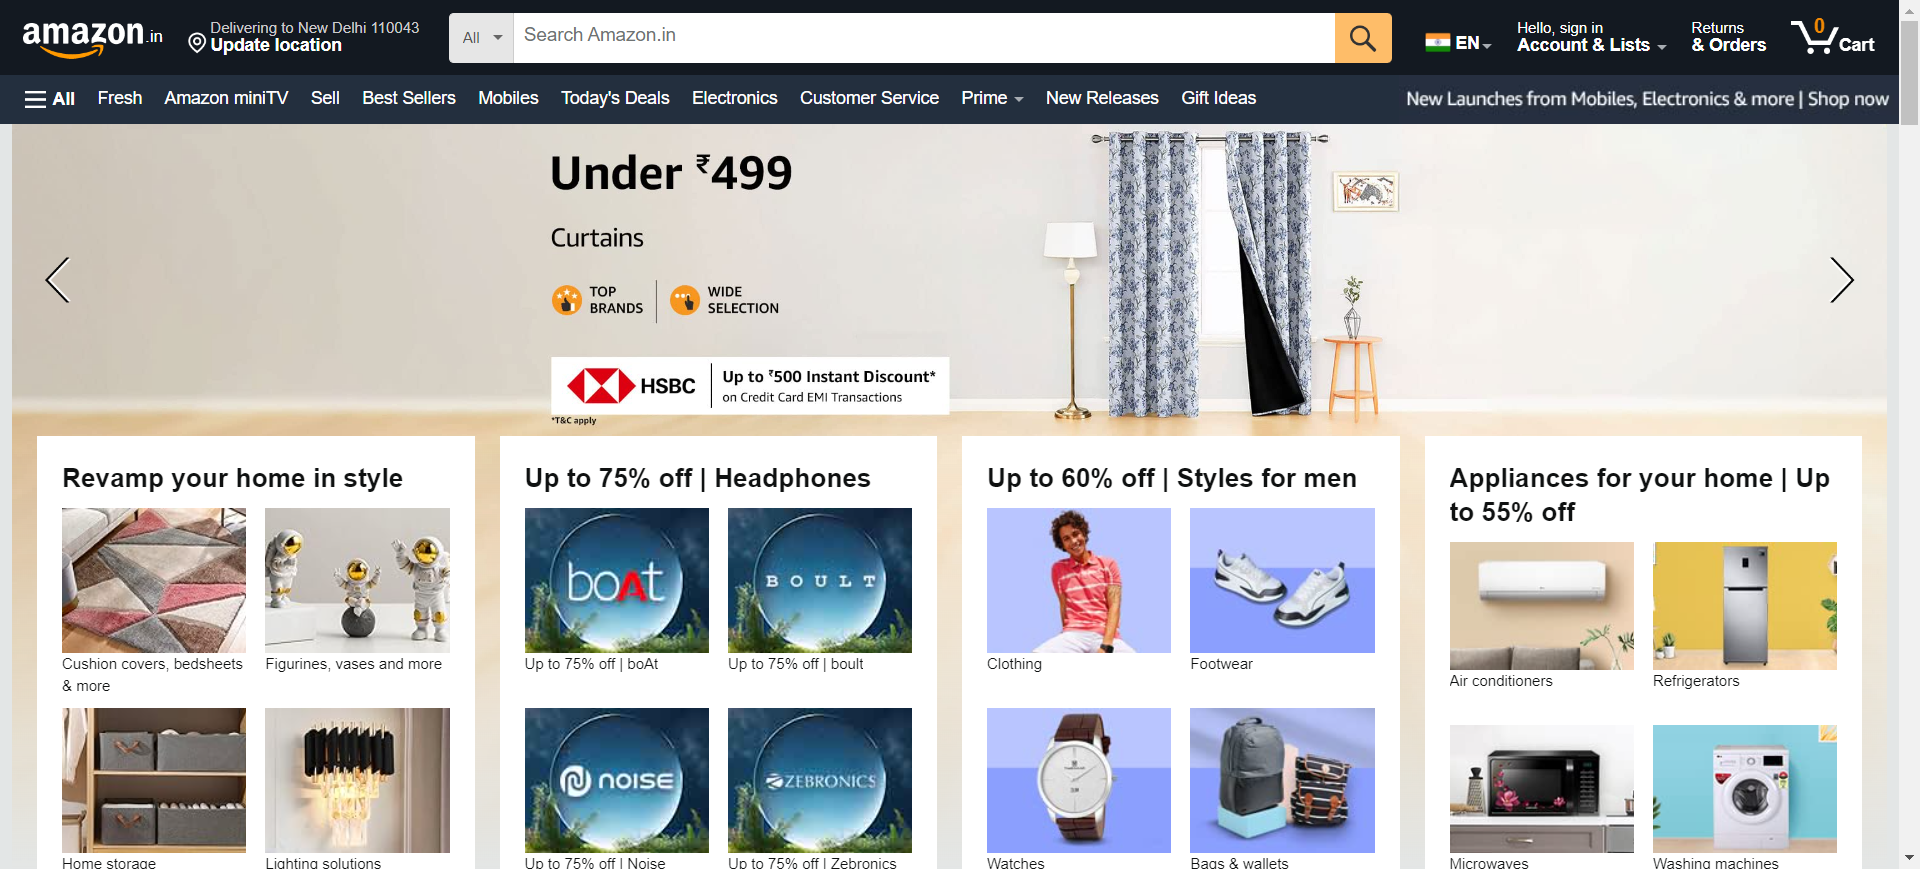 amazon.in
Delivering to New Delhi 110043
Update location
All
Search Amazon.in
EN
Hello, sign in
Account & Lists
Returns
& Orders
0
Cart
All
Fresh
Amazon miniTV
Sell
Best Sellers
Mobiles
Today's Deals
Electronics
Customer Service
Prime
New Releases
Gift Ideas
New Launches from Mobiles, Electronics & more | Shop now
Under ₹499
Curtains
TOP
BRANDS
WIDE
SELECTION
HSBC
Up to ₹500 Instant Discount*
on Credit Card EMI Transactions
*T&C apply
Revamp your home in style
Cushion covers, bedsheets
& more
Figurines, vases and more
Home storage
Lighting solutions
Up to 75% off | Headphones
boAt
Up to 75% off | boAt
BOULT
Up to 75% off | boult
noise
Up to 75% off | Noise
ZEBRONICS
Up to 75% off | Zebronics
Up to 60% off | Styles for men
Clothing
Footwear
Watches
Bags & wallets
Appliances for your home | Up
to 55% off
Air conditioners
Refrigerators
Microwaves
Washing machines